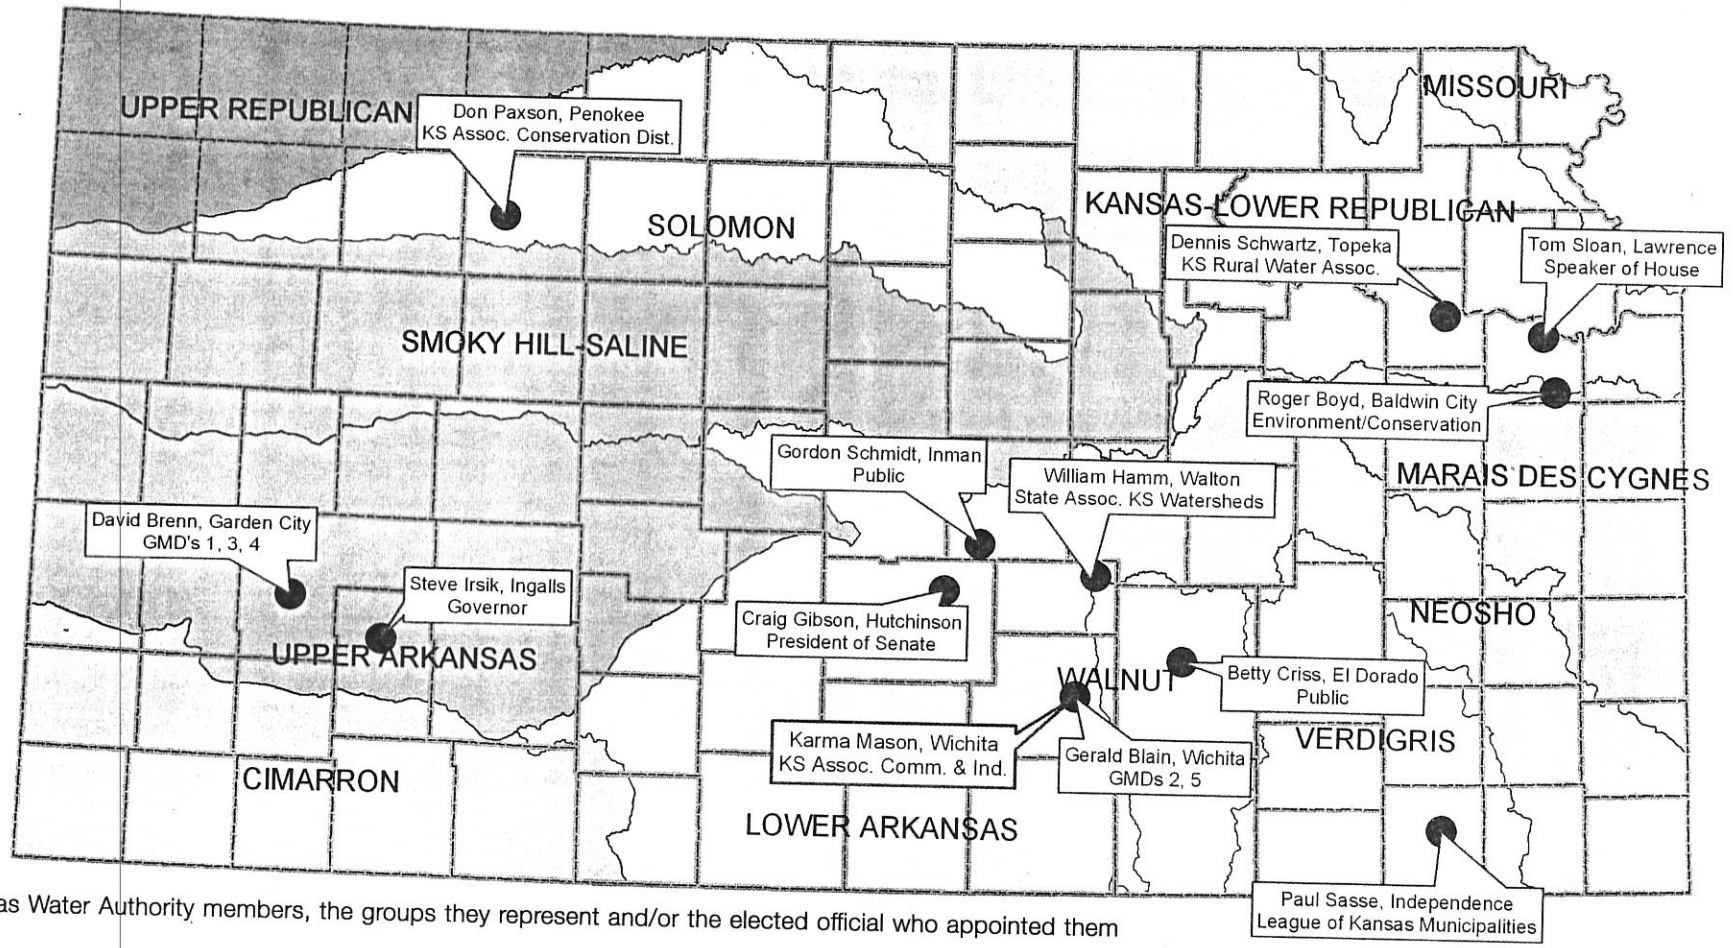 MISSOURI
UPPER REPUBLICAN
Don Paxson, Penokee
KS Assoc. Conservation Dist.
KANSAS-LOWER REPUBLICAN
SOLOMON
Dennis Schwartz, Topeka
KS Rural Water Assoc.
Tom Sloan, Lawrence
Speaker of House
SMOKY HILL-SALINE
Roger Boyd, Baldwin City
Environment/Conservation
Gordon Schmidt, Inman
Public
William Hamm, Walton
State Assoc. KS Watersheds
MARAIS DES CYGNES
David Brenn, Garden City
GMD's 1, 3, 4
Steve Irsik, Ingalls
Governor
Craig Gibson, Hutchinson
President of Senate
NEOSHO
UPPER ARKANSAS
WALNUT
Betty Criss, El Dorado
Public
Karma Mason, Wichita
KS Assoc. Comm. & Ind.
Gerald Blain, Wichita
GMDs 2, 5
VERDIGRIS
CIMARRON
LOWER ARKANSAS
Paul Sasse, Independence
League of Kansas Municipalities
as Water Authority members, the groups they represent and/or the elected official who appointed them